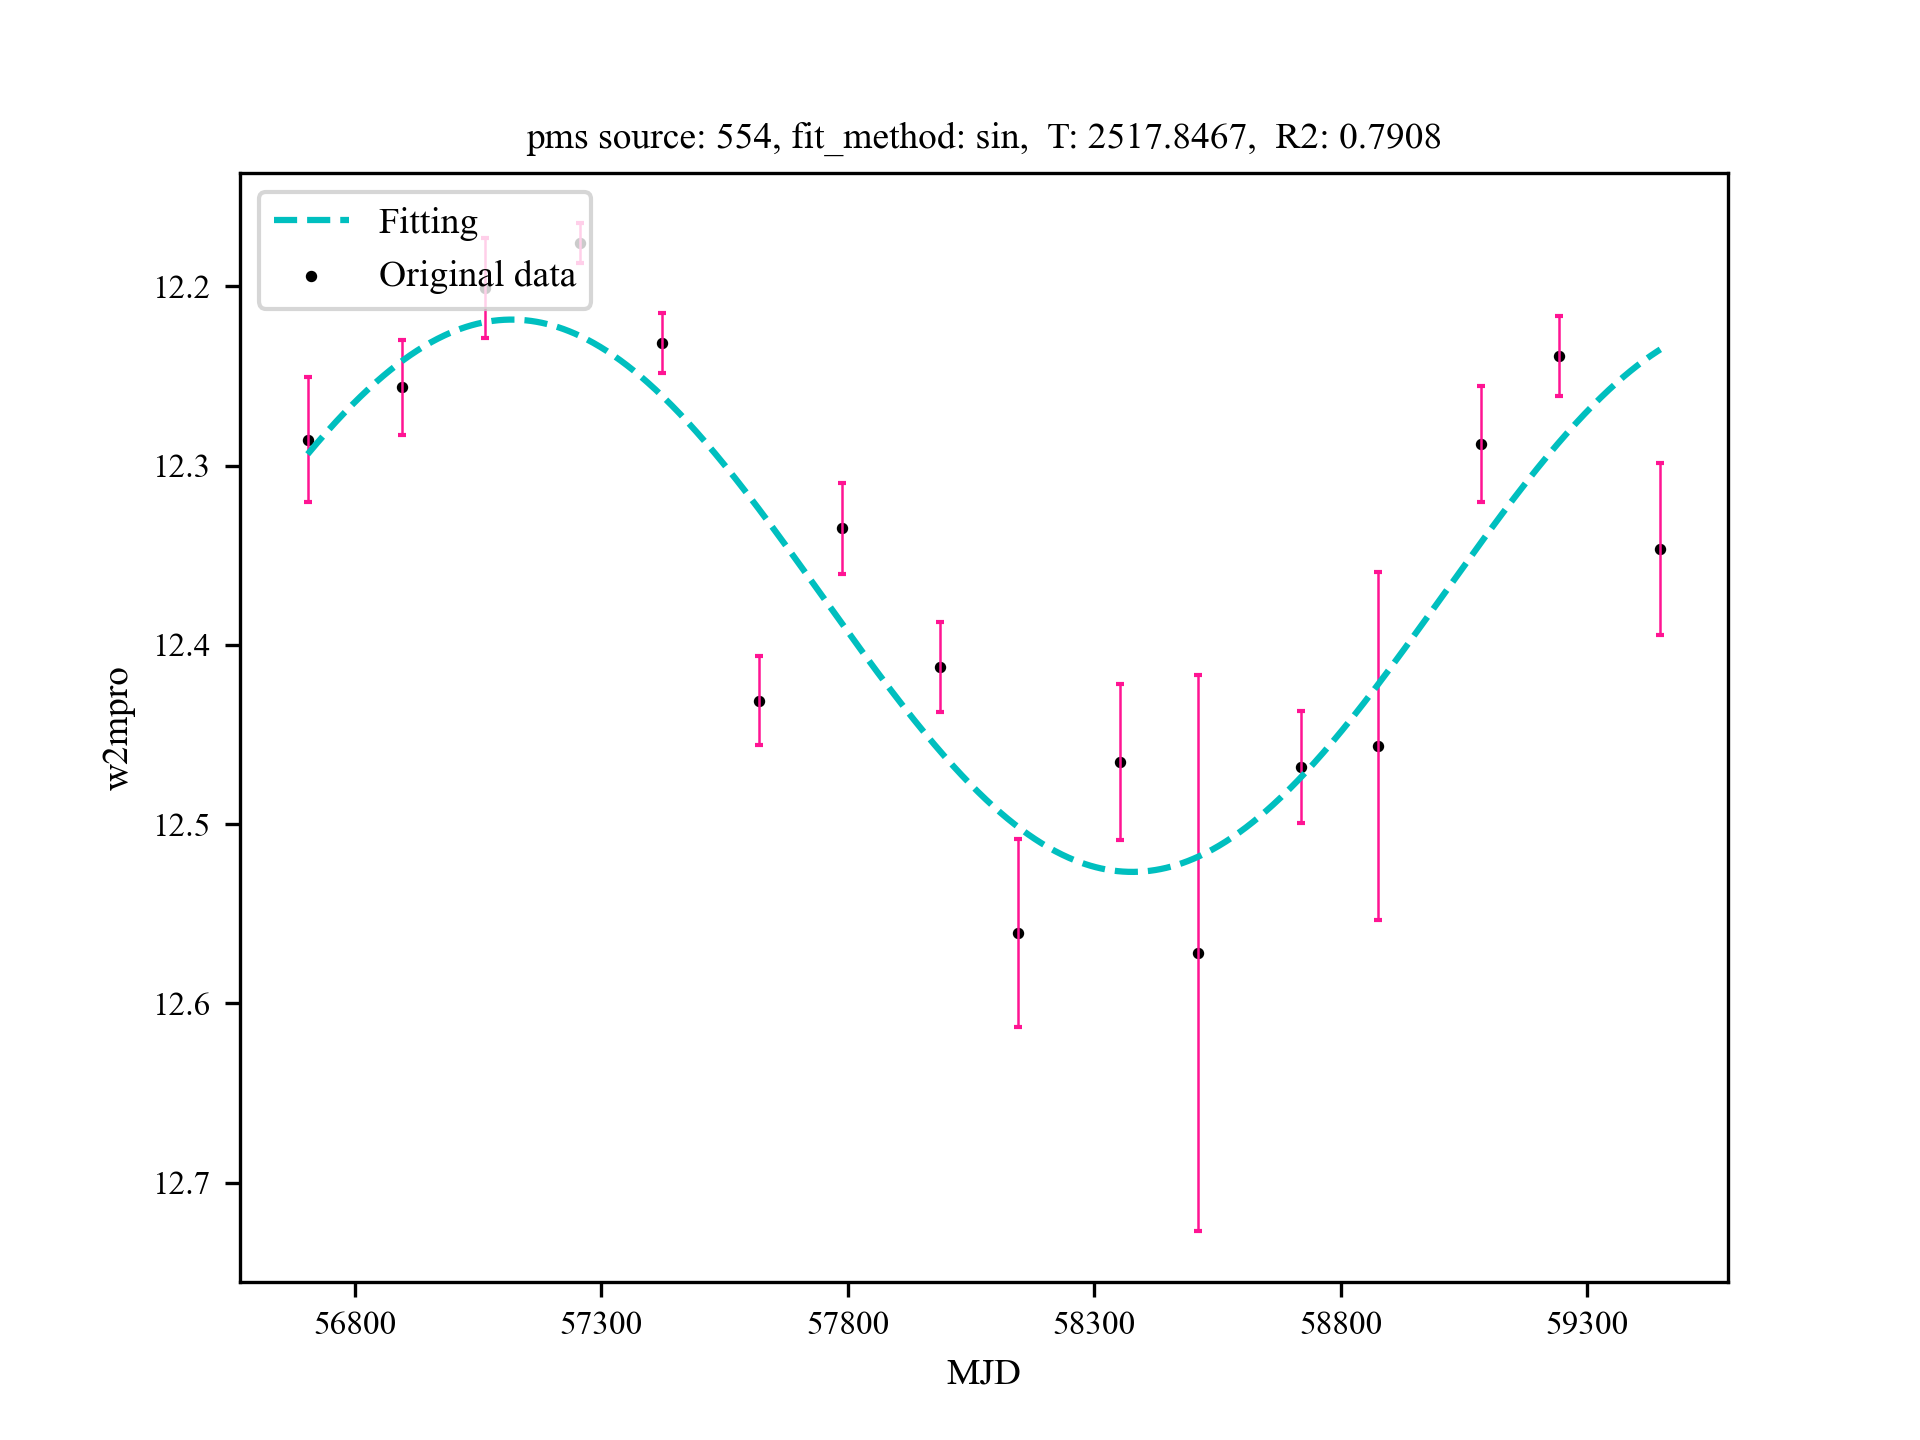 pms source: 554, fit_method: sin,  T: 2517.8467,  R2: 0.7908
Fitting
Original data
12.2
12.3
12.4
12.5
12.6
12.7
w2mpro
56800
57300
57800
58300
58800
59300
MJD